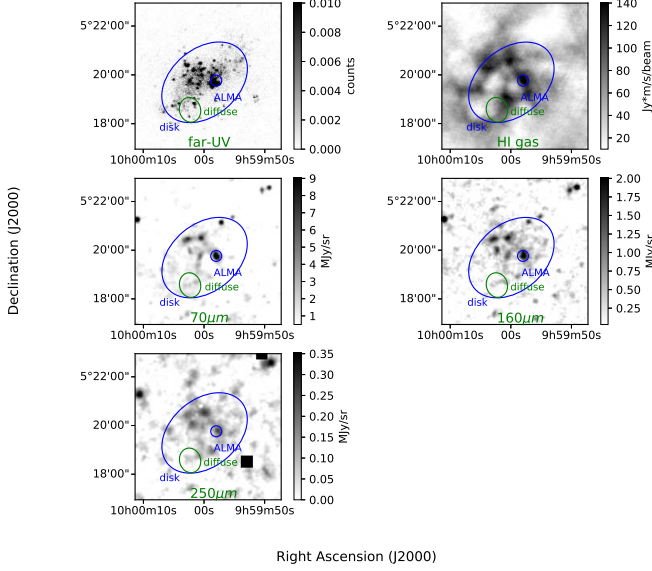 0.010
0.008
0.006
0.004
0.002
0.000
counts
5°22'00"
20'00"
18'00"
ALMA
diffuse
disk
far-UV
10h00m10s 00s 9h59m50s
140
120
100
80
60
40
20
Jy*m/s/beam
5°22'00"
20'00"
18'00"
ALMA
diffuse
disk
HI gas
10h00m10s 00s 9h59m50s
9
8
7
6
5
4
3
2
1
MJy/sr
5°22'00"
20'00"
18'00"
ALMA
diffuse
disk
70μm
10h00m10s 00s 9h59m50s
2.00
1.75
1.50
1.25
1.00
0.75
0.50
0.25
MJy/sr
5°22'00"
20'00"
18'00"
ALMA
diffuse
disk
160μm
10h00m10s 00s 9h59m50s
0.35
0.30
0.25
0.20
0.15
0.10
0.05
0.00
MJy/sr
5°22'00"
20'00"
18'00"
ALMA
diffuse
disk
250μm
10h00m10s 00s 9h59m50s
Declination (J2000)
Right Ascension (J2000)